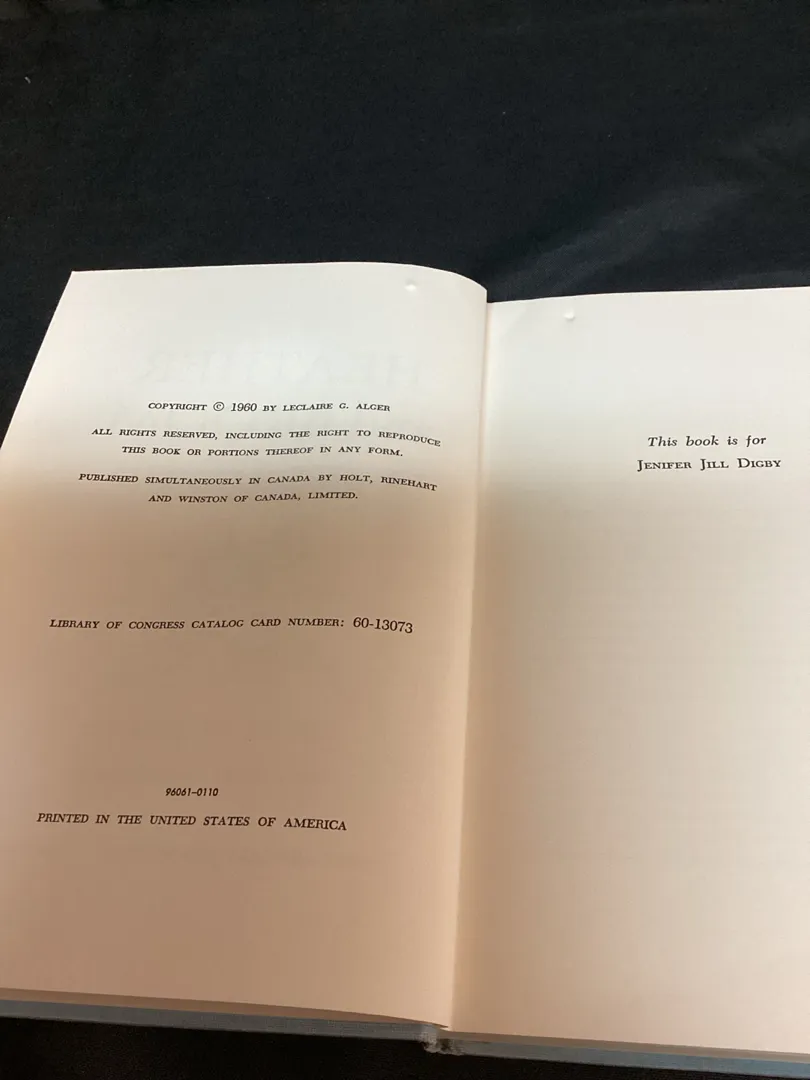 COPYRIGHT © 1960 BY LECLAIRE G. ALGER
ALL RIGHTS RESERVED, INCLUDING THE RIGHT TO REPRODUCE
THIS BOOK OR PORTIONS THEREOF IN ANY FORM.
PUBLISHED SIMULTANEOUSLY IN CANADA BY HOLT, RINEHART
AND WINSTON OF CANADA, LIMITED.
LIBRARY OF CONGRESS CATALOG CARD NUMBER: 60-13073
96061-0110
PRINTED IN THE UNITED STATES OF AMERICA
This book is for
JENIFER JILL DIGBY